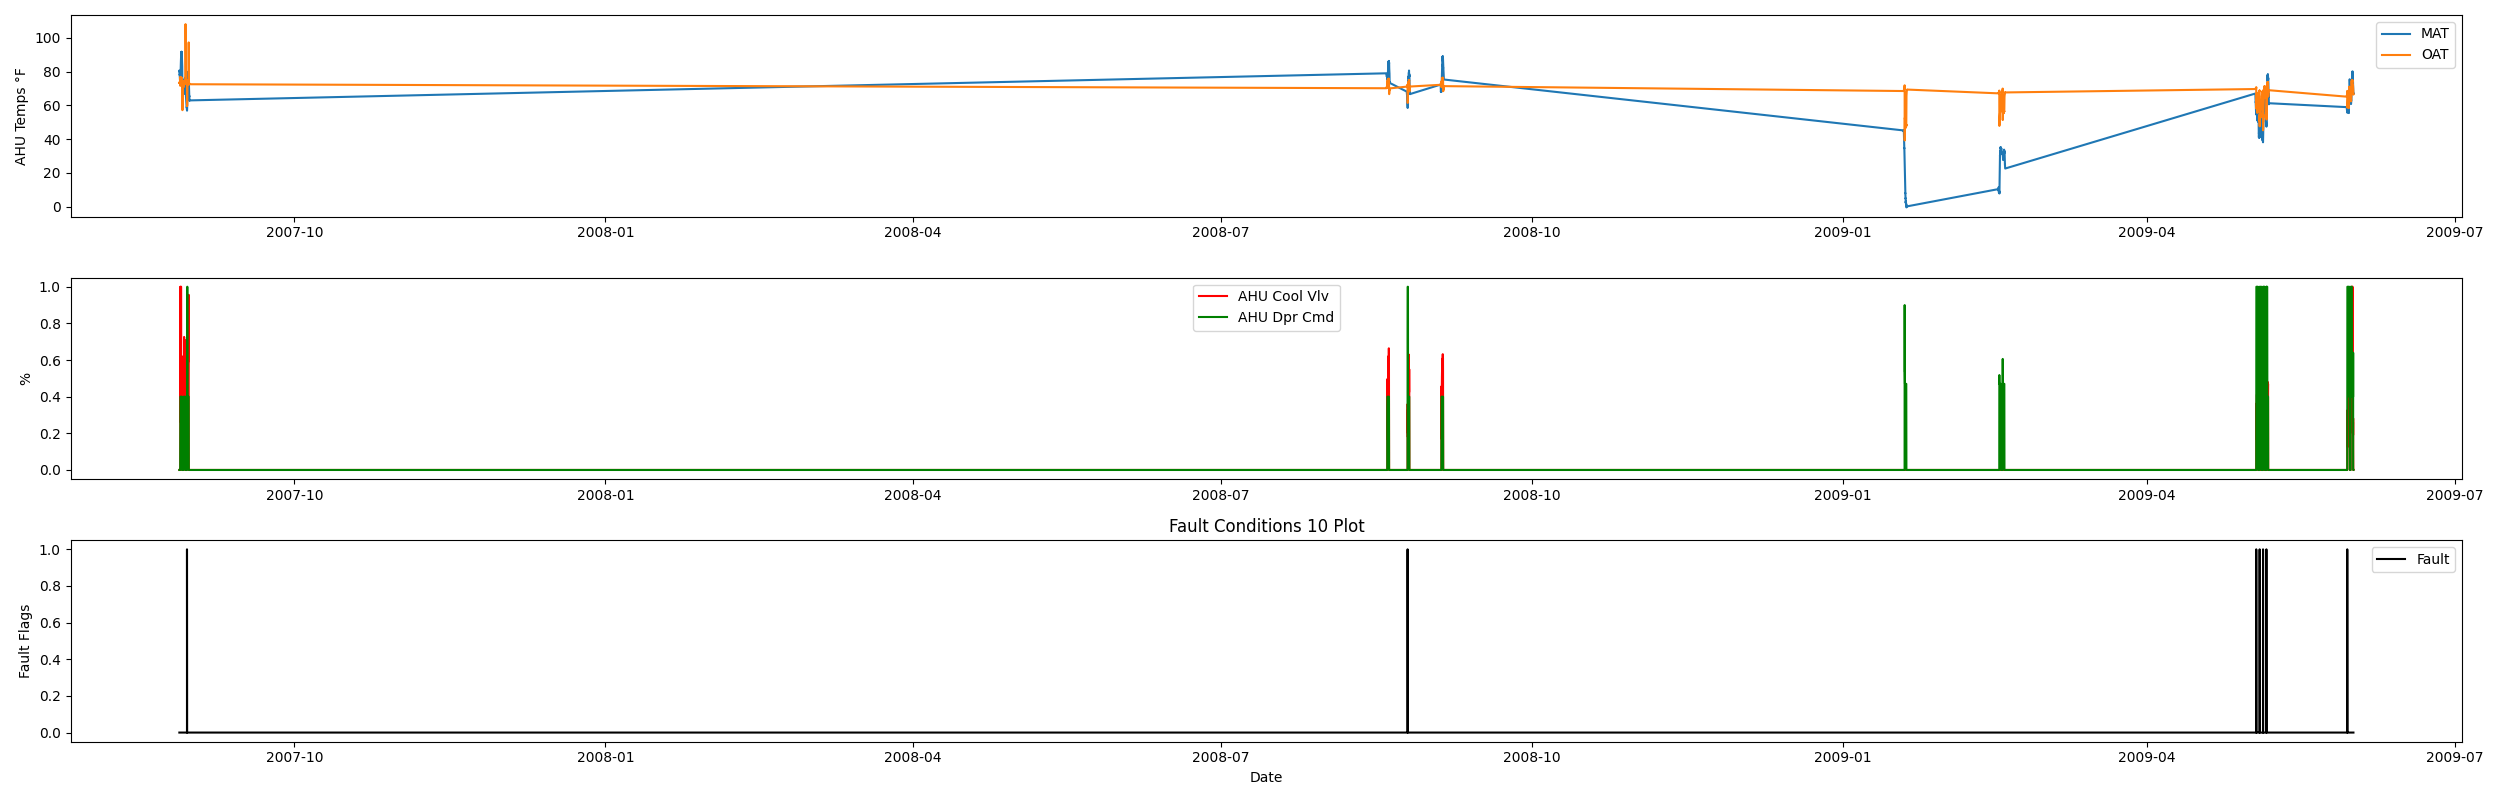 AHU Temps °F
100
80
60
40
20
0
MAT
OAT
2007-10 2008-01 2008-04 2008-07 2008-10 2009-01 2009-04 2009-07
%
1.0
0.8
0.6
0.4
0.2
0.0
AHU Cool Vlv
AHU Dpr Cmd
2007-10 2008-01 2008-04 2008-07 2008-10 2009-01 2009-04 2009-07
Fault Conditions 10 Plot
Fault Flags
1.0
0.8
0.6
0.4
0.2
0.0
Fault
2007-10 2008-01 2008-04 2008-07 2008-10 2009-01 2009-04 2009-07
Date